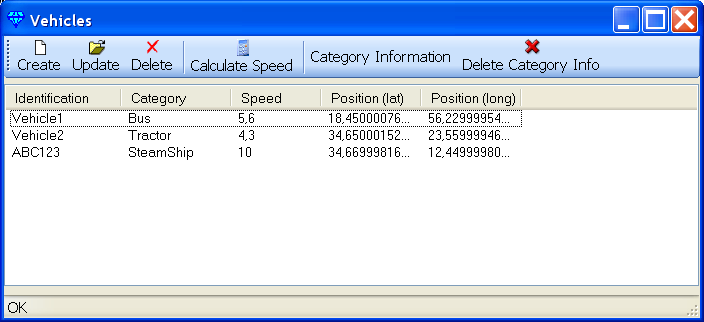 Vehicles
Create Update Delete Calculate Speed Category Information Delete Category Info
Identification Category Speed Position (lat) Position (long)
Vehicle1 Bus 5,6 18,45000076... 56,22999954...
Vehicle2 Tractor 4,3 34,65000152... 23,55999946...
ABC123 SteamShip 10 34,66999816... 12,44999980...
OK